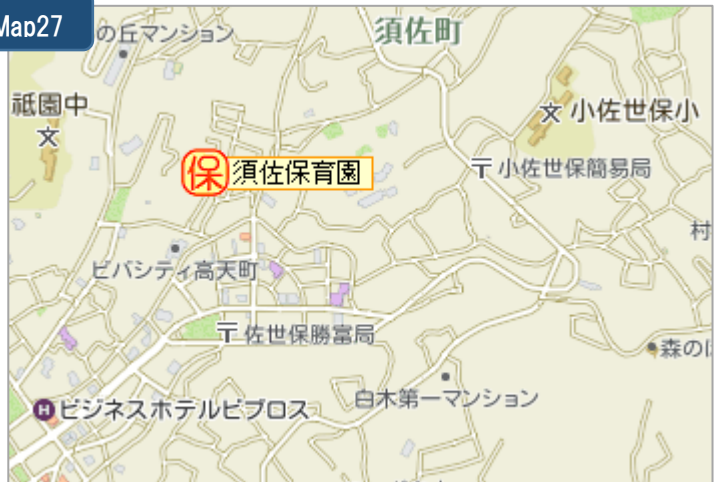 Map27
の丘マンション
須佐町
祇園中
文
文 小佐世保小
保 須佐保育園
〒小佐世保簡易局
村
ビバシティ高天町
〒佐世保勝富局
森の
白木第一マンション
H ビジネスホテルビブロス